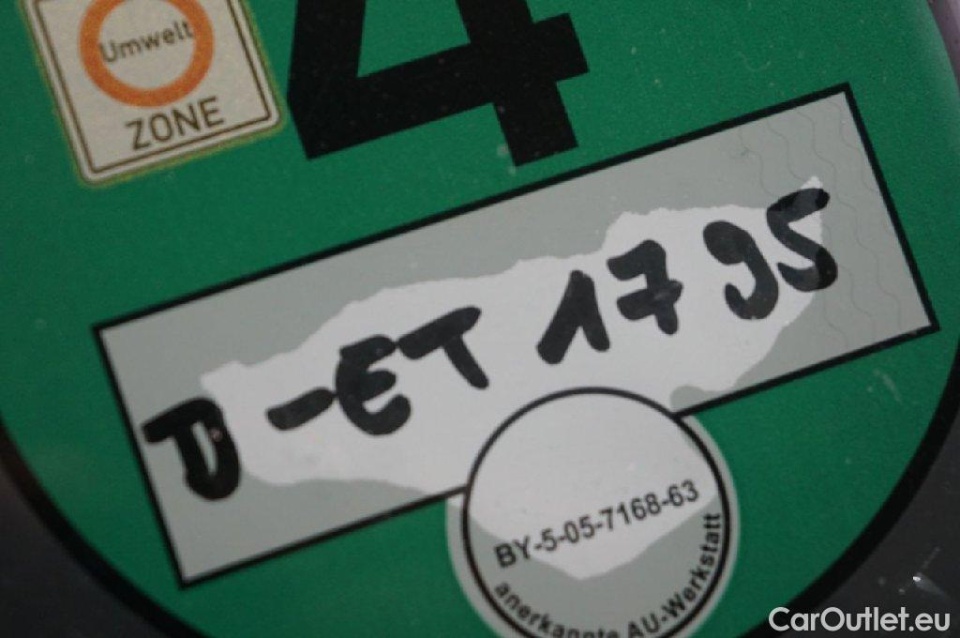 Umwelt
ZONE
4
D-ET 1795
BY-5-05-7168-63
anerkannte AU-Werkstatt
CarOutlet.eu